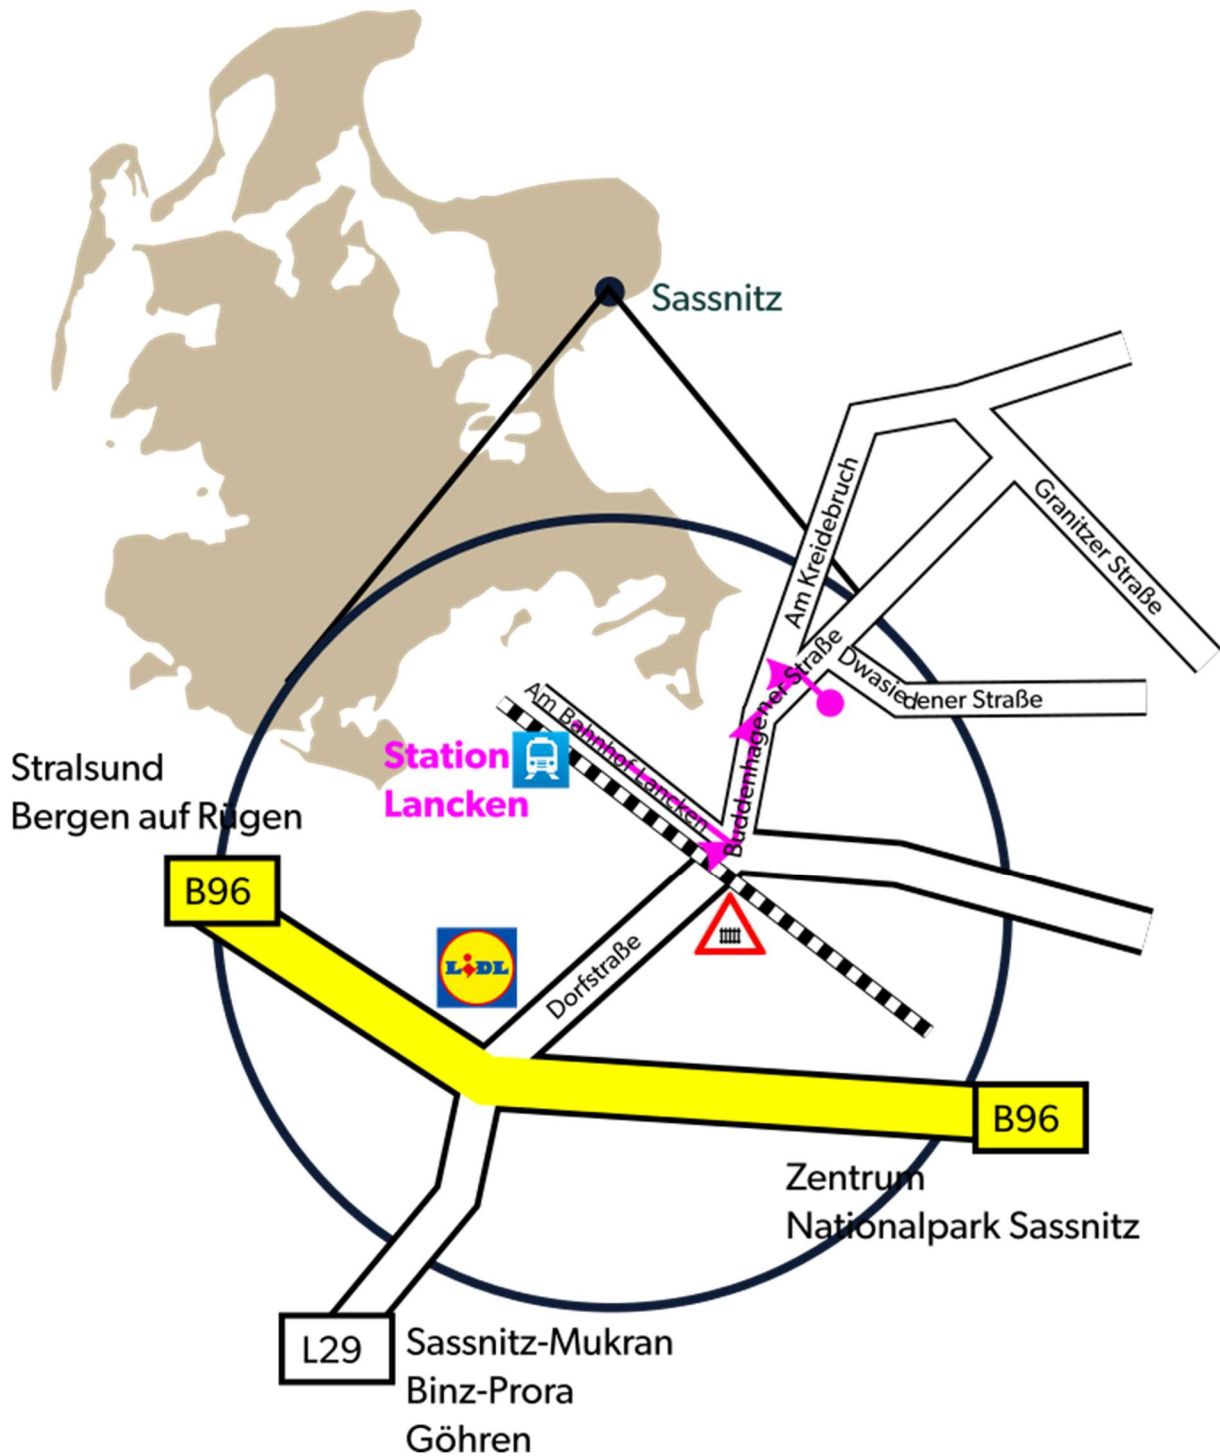 Sassnitz
Am Kreidebruch
Granitzer Straße
Dwasiedener Straße
Buddenhagener Straße
Am Bahnhof Lancken
Station
Lancken
Stralsund
Bergen auf Rügen
B96
LIDL
Dorfstraße
B96
Zentrum
Nationalpark Sassnitz
L29
Sassnitz-Mukran
Binz-Prora
Göhren